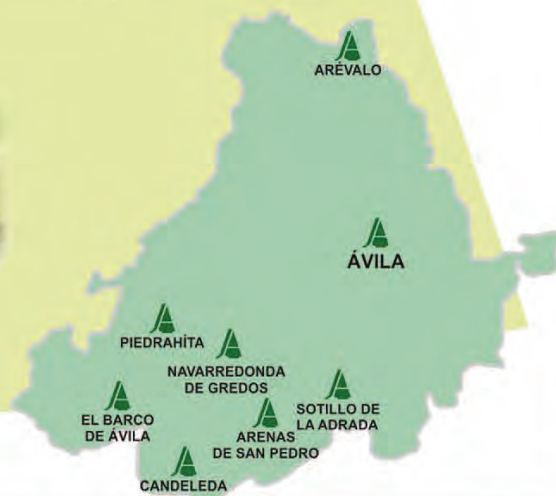 ARÉVALO
ÁVILA
PIEDRAHÍTA
NAVARREDONDA
DE GREDOS
EL BARCO
DE ÁVILA
ARENAS
DE SAN PEDRO
SOTILLO DE
LA ADRADA
CANDELEDA